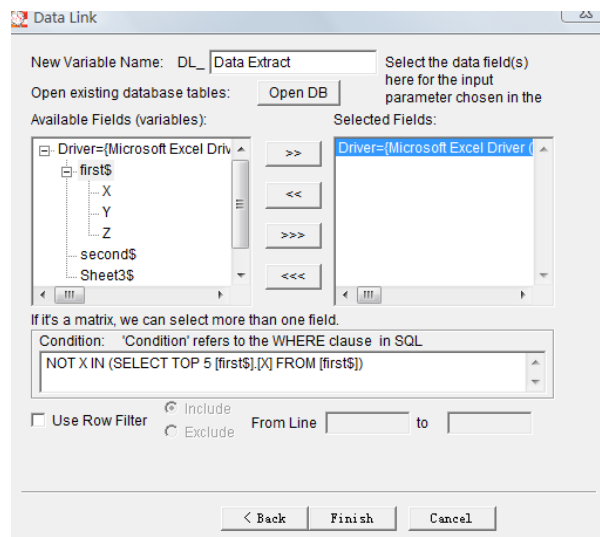 Data Link
New Variable Name: DL_ Data Extract
Select the data field(s)
here for the input
parameter chosen in the
Open existing database tables: Open DB
Available Fields (variables):
Selected Fields:
Driver={Microsoft Excel Driv
first$
X
Y
Z
second$
Sheet3$
>>
<<
>>>
<<<
Driver={Microsoft Excel Driver (
If it's a matrix, we can select more than one field.
Condition: 'Condition' refers to the WHERE clause in SQL
NOT X IN (SELECT TOP 5 [first$].[X] FROM [first$])
Use Row Filter
Include
Exclude
From Line
to
< Back
Finish
Cancel